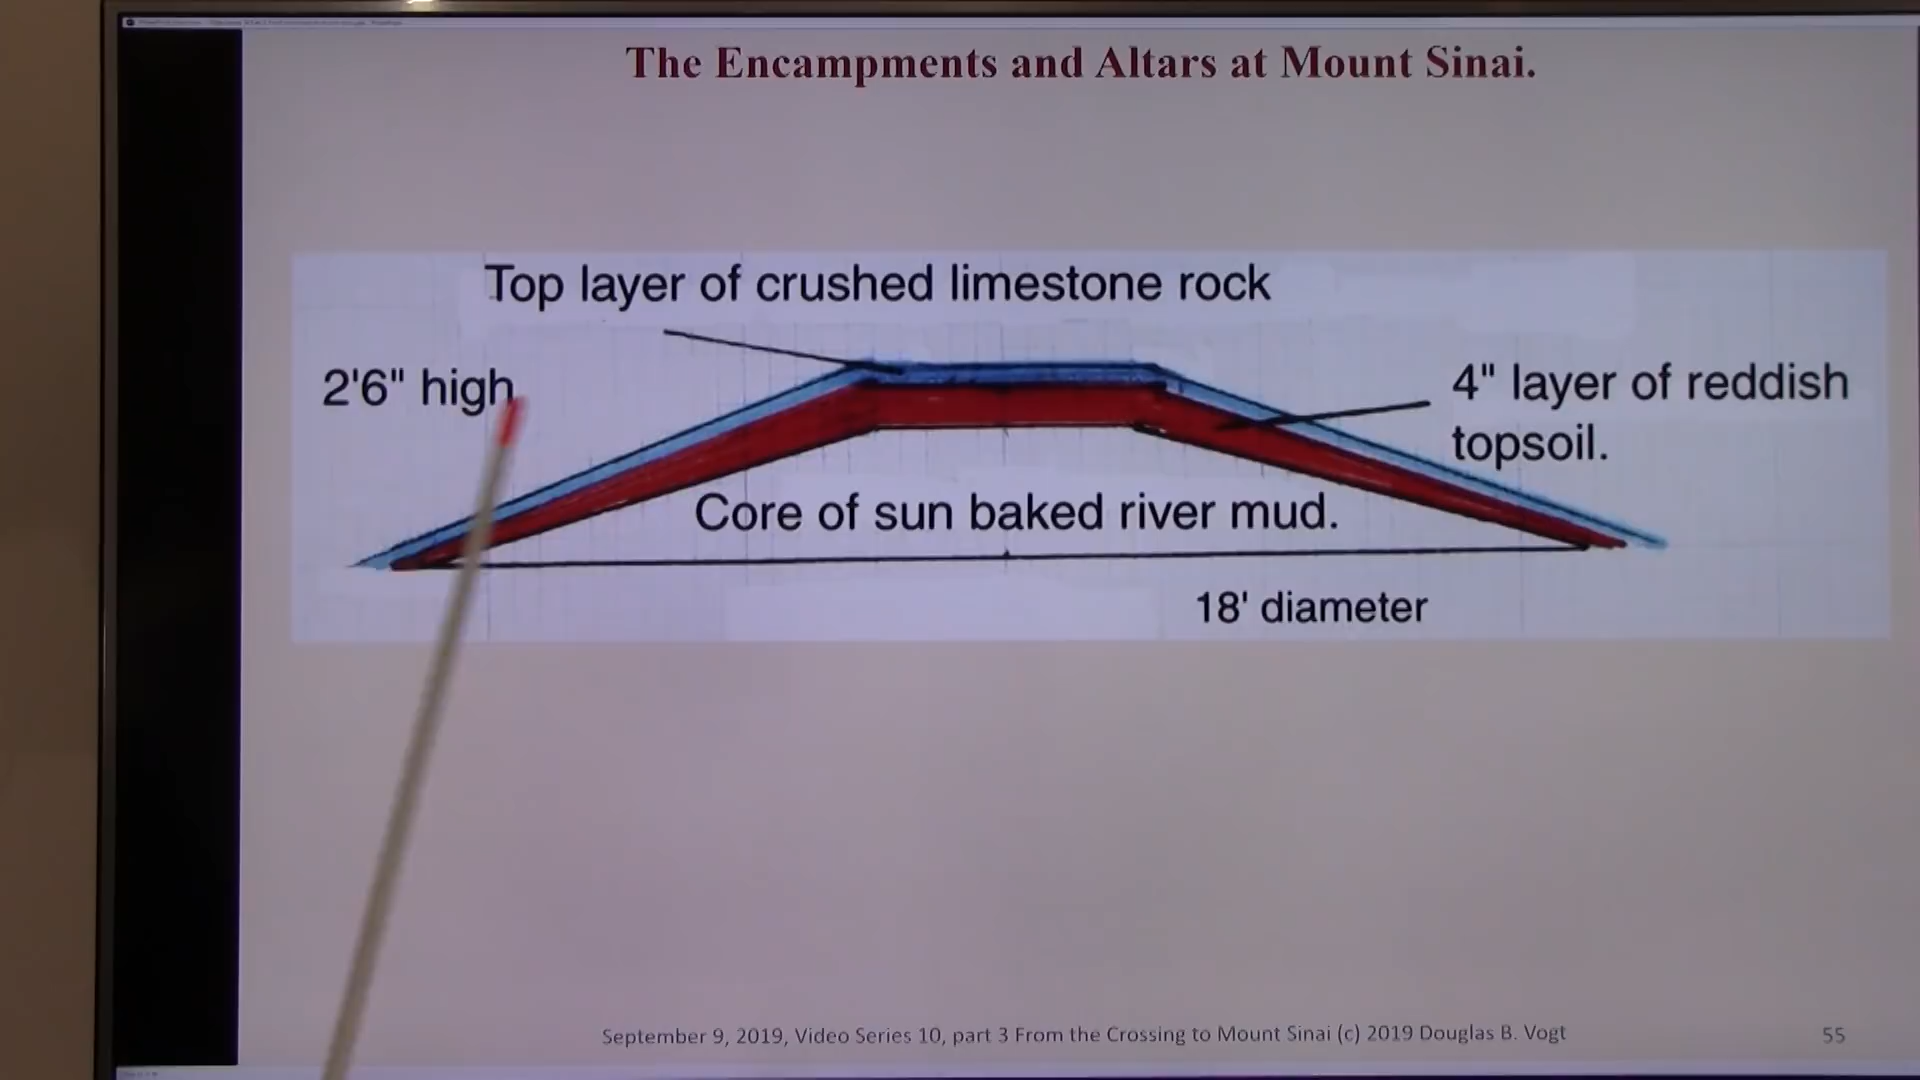 The Encampments and Altars at Mount Sinai.
Top layer of crushed limestone rock
2'6" high
4" layer of reddish
topsoil.
Core of sun baked river mud.
18' diameter
September 9, 2019, Video Series 10, part 3 From the Crossing to Mount Sinai (c) 2019 Douglas B. Vogt
55